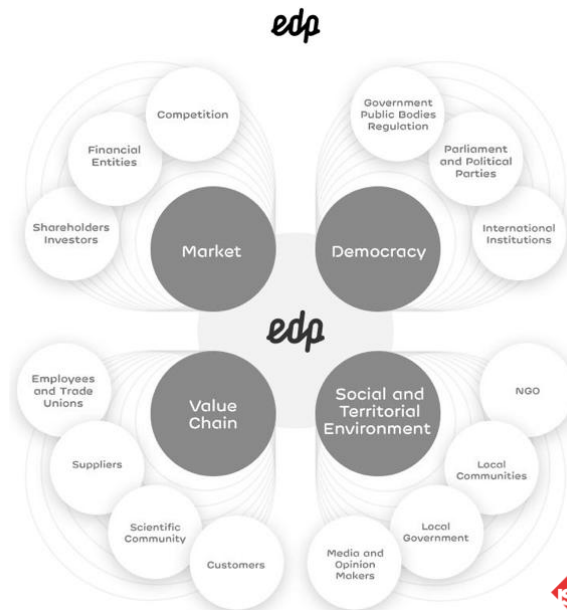 edp
Competition
Financial
Entities
Shareholders
Investors
Market
Government
Public Bodies
Regulation
Parliament
and Political
Parties
International
Institutions
Democracy
edp
Employees
and Trade
Unions
Suppliers
Scientific
Community
Customers
Value
Chain
Social and
Territorial
Environment
NGO
Local
Communities
Local
Government
Media and
Opinion
Makers